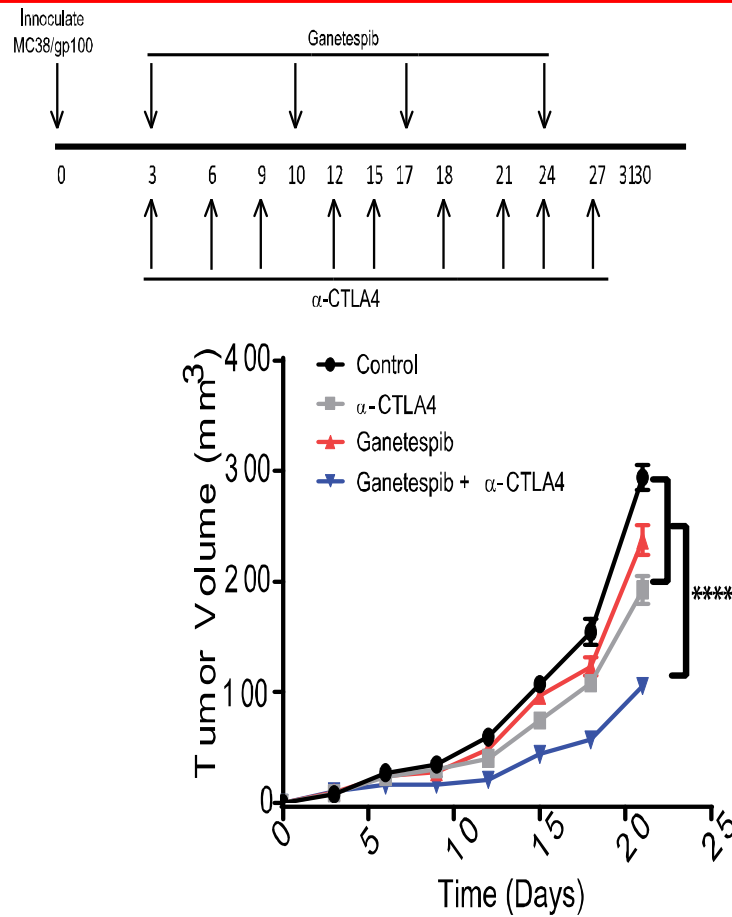 Innoculate
MC38/gp100
Ganetespib
0 3 6 9 10 12 15 17 18 21 24 27 3130
α-CTLA4
Tumor Volume (mm3)
400
300
200
100
0
Control
α-CTLA4
Ganetespib
Ganetespib + α-CTLA4
****
0 5 10 15 20 25
Time (Days)